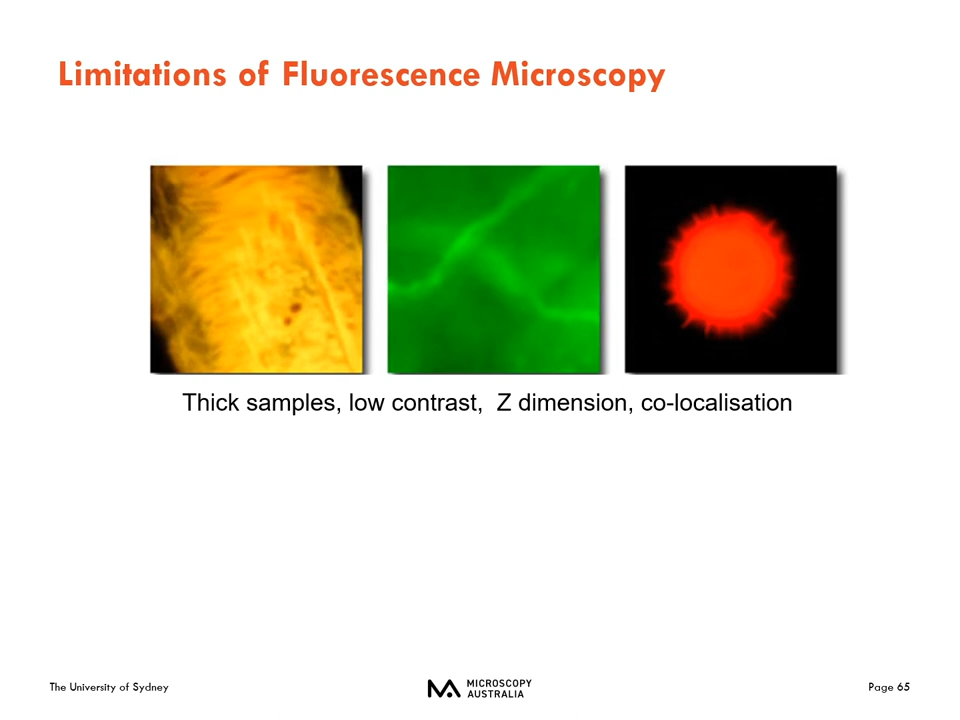 Limitations of Fluorescence Microscopy
Thick samples, low contrast,  Z dimension, co-localisation
The University of Sydney
MICROSCOPY
AUSTRALIA
Page 65